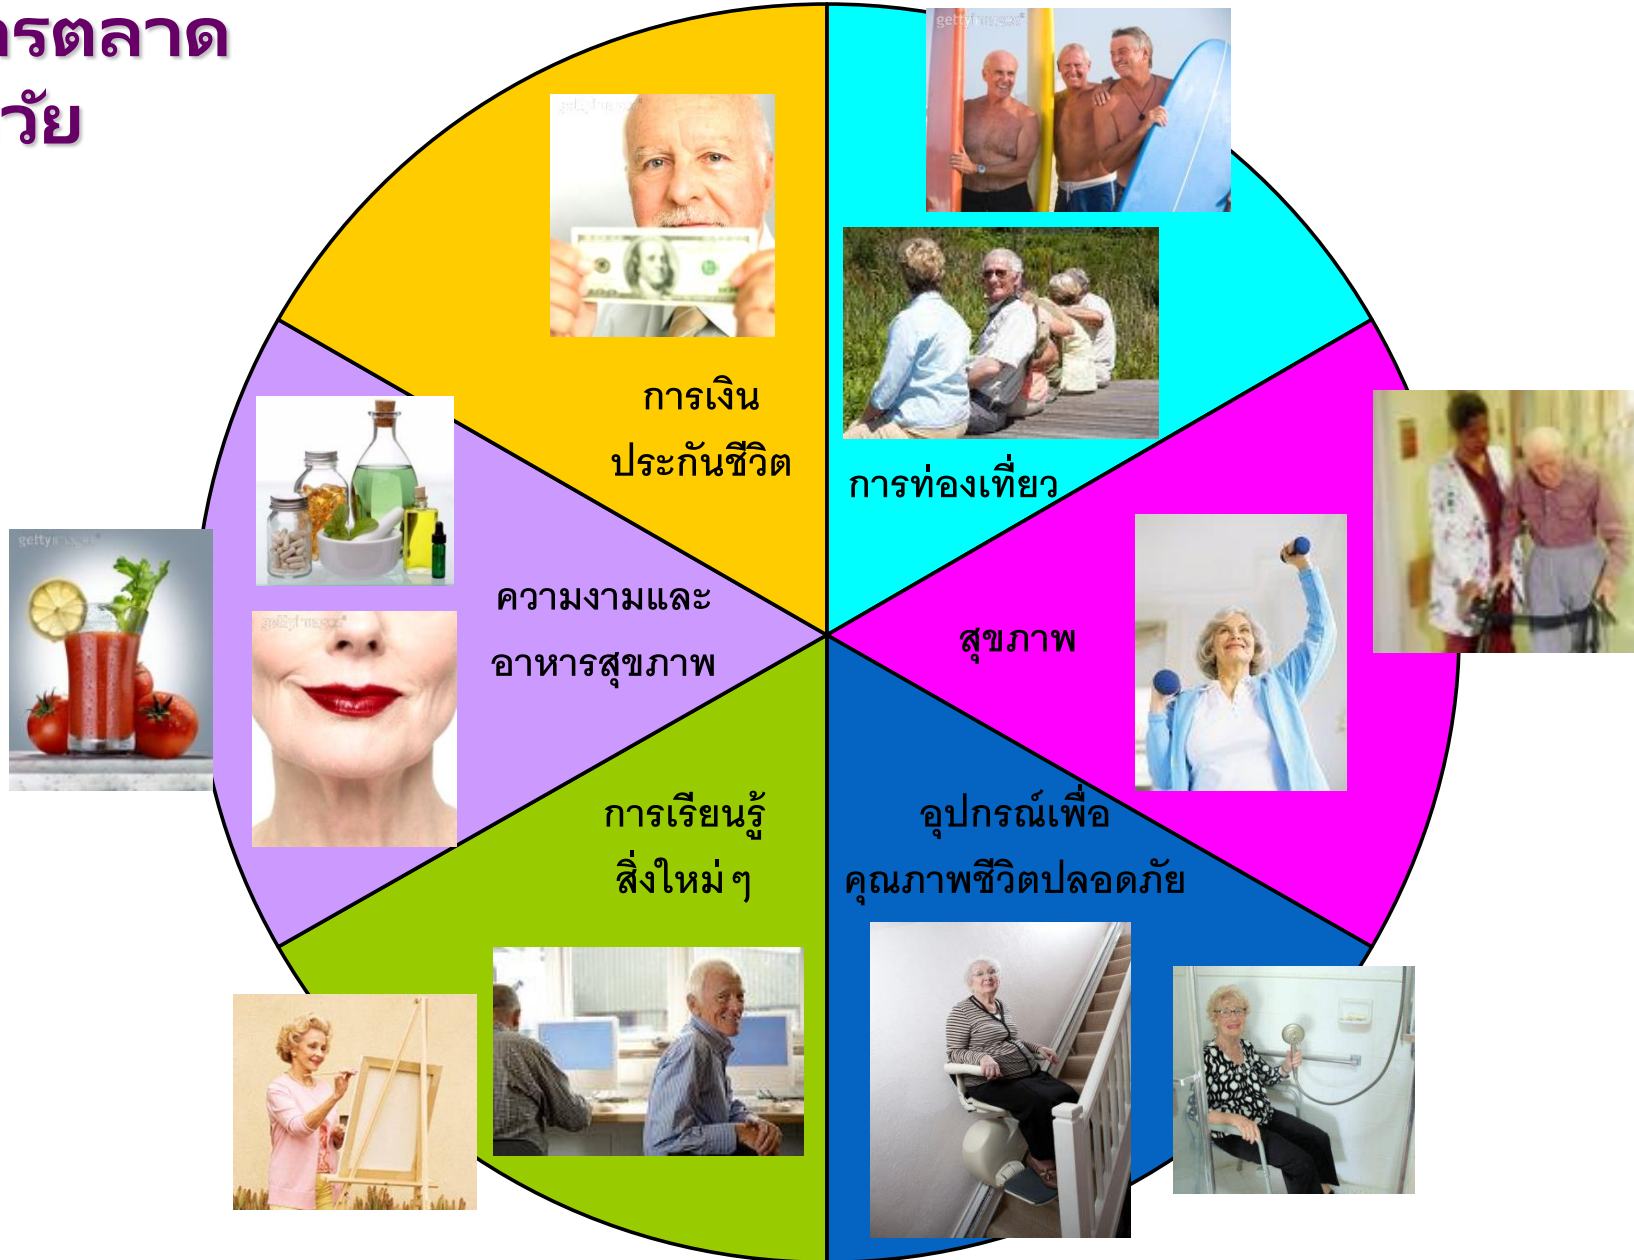 ารตลาด
วัย
การเงิน
ประกันชีวิต
การท่องเที่ยว
สุขภาพ
ความงามและ
อาหารสุขภาพ
การเรียนรู้
สิ่งใหม่ ๆ
อุปกรณ์เพื่อ
คุณภาพชีวิตปลอดภัย
gettyimages